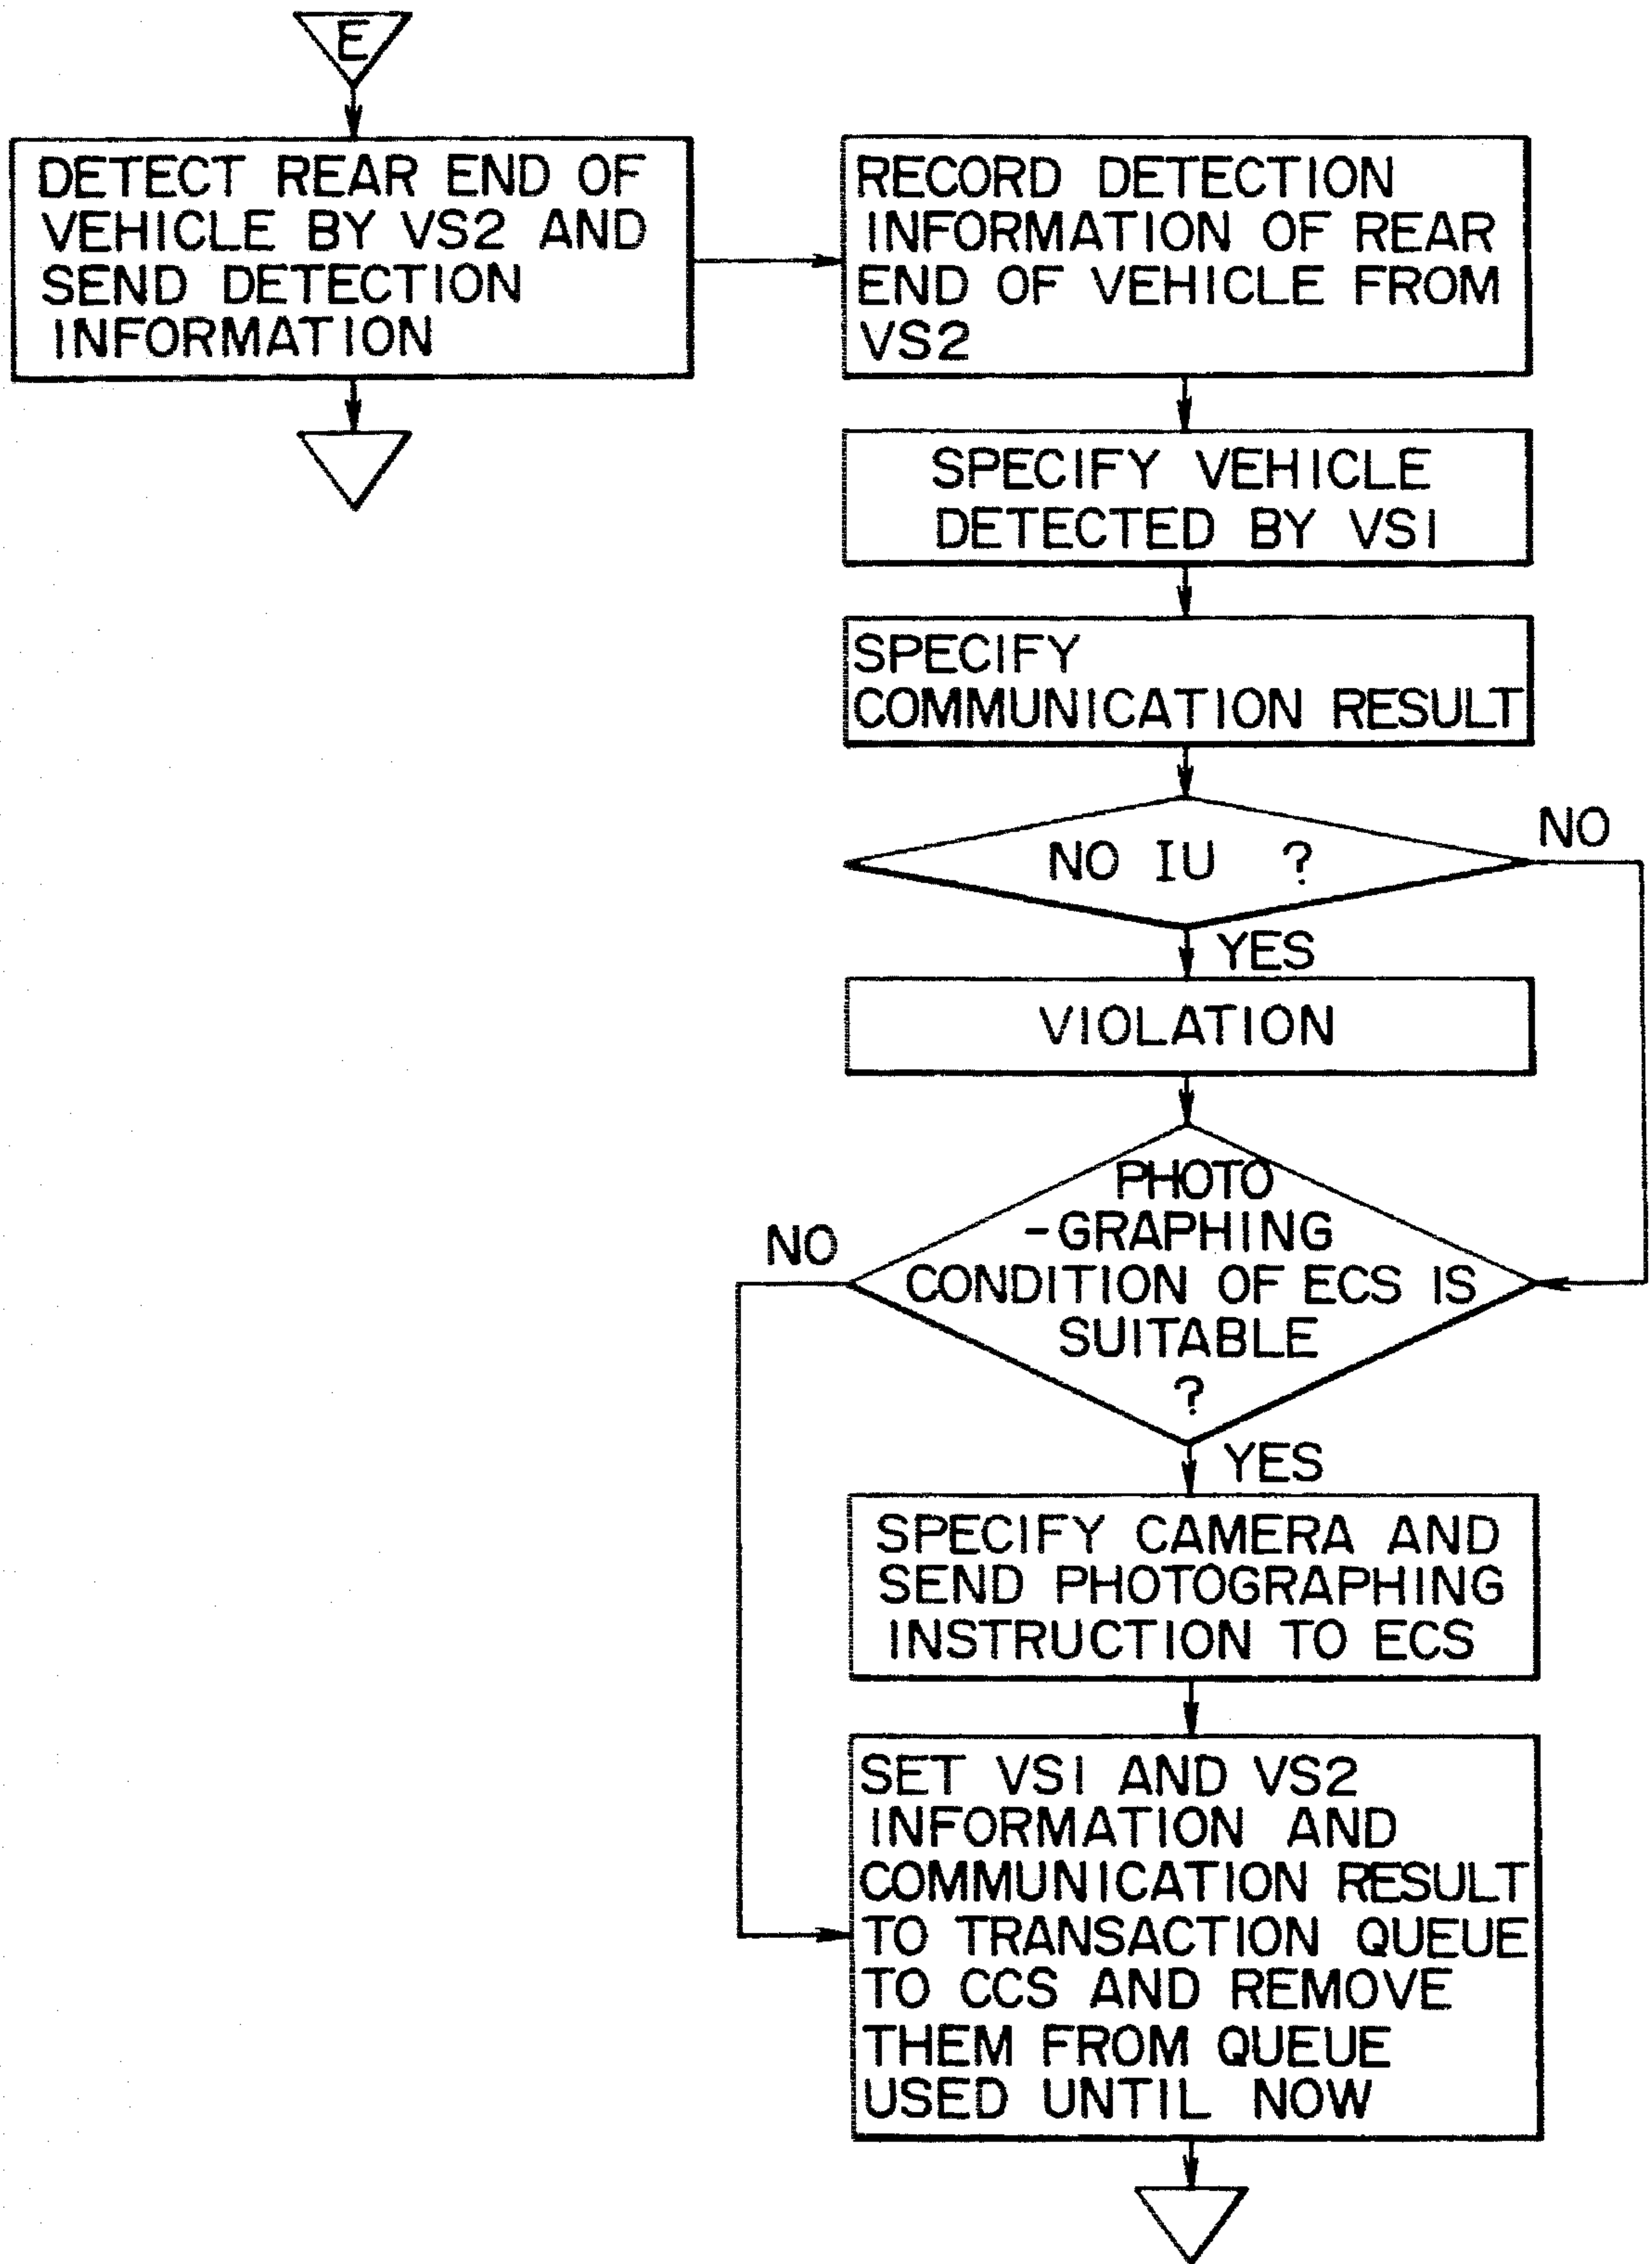 E
DETECT REAR END OF
VEHICLE BY VS2 AND
SEND DETECTION
INFORMATION
RECORD DETECTION
INFORMATION OF REAR
END OF VEHICLE FROM
VS2
SPECIFY VEHICLE
DETECTED BY VS1
SPECIFY
COMMUNICATION RESULT
NO IU ?
NO
YES
VIOLATION
PHOTO
-GRAPHING
CONDITION OF ECS IS
SUITABLE
?
NO
YES
SPECIFY CAMERA AND
SEND PHOTOGRAPHING
INSTRUCTION TO ECS
SET VS1 AND VS2
INFORMATION AND
COMMUNICATION RESULT
TO TRANSACTION QUEUE
TO CCS AND REMOVE
THEM FROM QUEUE
USED UNTIL NOW